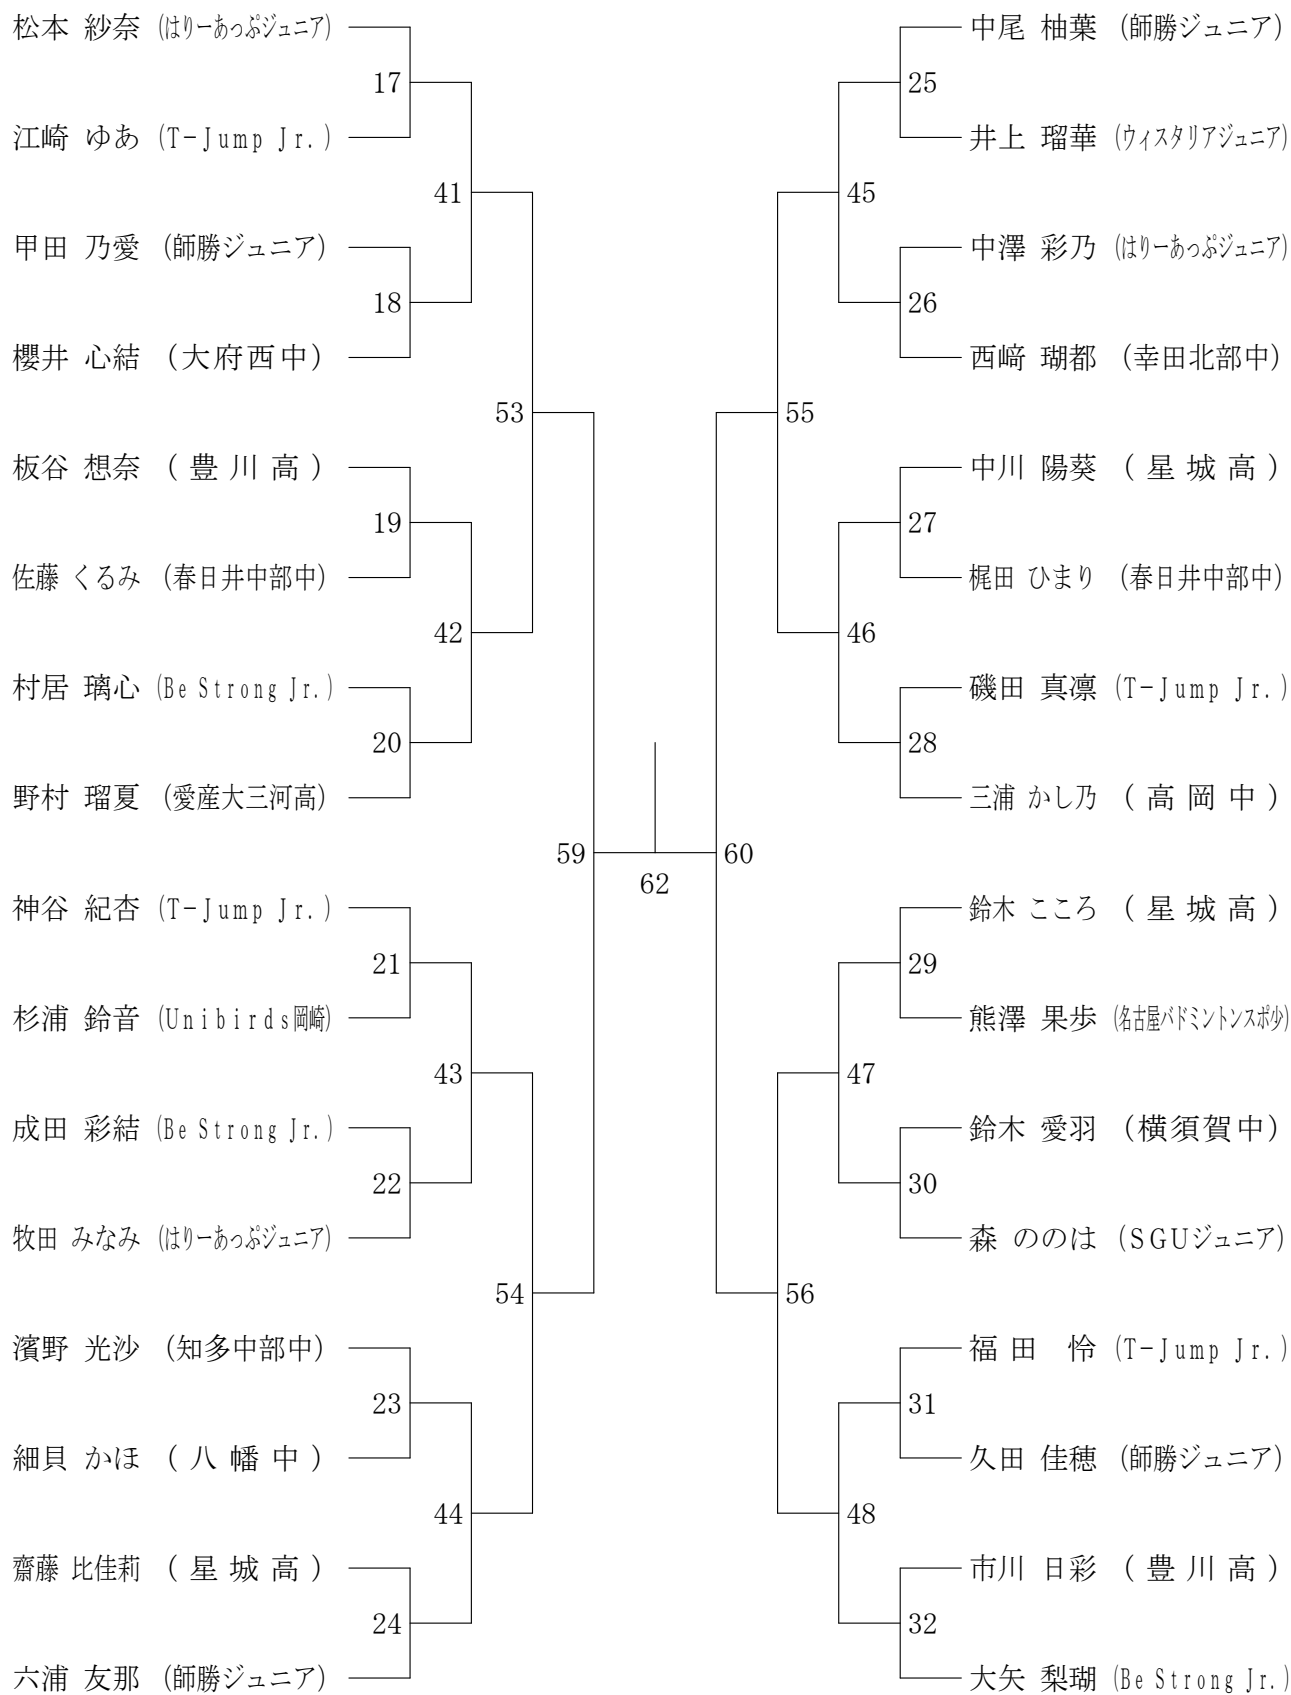 松本 紗奈 (はりーあっぷジュニア)
17
江崎 ゆあ (T-Jump Jr.)
41
甲田 乃愛 (師勝ジュニア)
18
櫻井 心結 (大府西中)
53
板谷 想奈 (豊川高)
19
佐藤 くるみ (春日井中部中)
42
村居 璃心 (Be Strong Jr.)
20
野村 瑠夏 (愛産大三河高)
59
神谷 紀杏 (T-Jump Jr.)
21
杉浦 鈴音 (Unibirds岡崎)
43
成田 彩結 (Be Strong Jr.)
22
牧田 みなみ (はりーあっぷジュニア)
54
濱野 光沙 (知多中部中)
23
細貝 かほ (八幡中)
44
齋藤 比佳莉 (星城高)
24
六浦 友那 (師勝ジュニア)
62
中尾 柚葉 (師勝ジュニア)
25
井上 瑠華 (ウィスタリアジュニア)
45
中澤 彩乃 (はりーあっぷジュニア)
26
西﨑 瑚都 (幸田北部中)
55
中川 陽葵 (星城高)
27
梶田 ひまり (春日井中部中)
46
磯田 真凛 (T-Jump Jr.)
28
三浦 かし乃 (高岡中)
60
鈴木 こころ (星城高)
29
熊澤 果歩 (名古屋バドミントンスポ少)
47
鈴木 愛羽 (横須賀中)
30
森 ののは (SGUジュニア)
56
福田 怜 (T-Jump Jr.)
31
久田 佳穂 (師勝ジュニア)
48
市川 日彩 (豊川高)
32
大矢 梨瑚 (Be Strong Jr.)